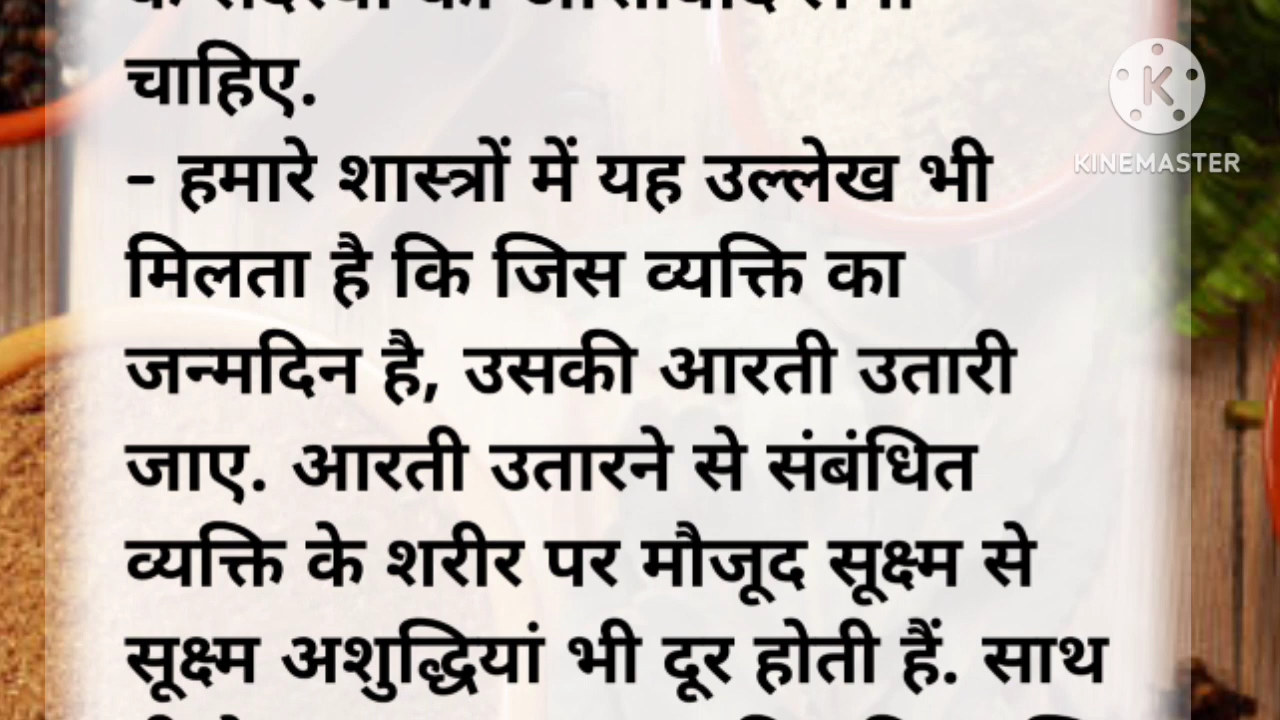 चाहिए.
- हमारे शास्त्रों में यह उल्लेख भी
मिलता है कि जिस व्यक्ति का
जन्मदिन है, उसकी आरती उतारी
जाए. आरती उतारने से संबंधित
व्यक्ति के शरीर पर मौजूद सूक्ष्म से
सूक्ष्म अशुद्धियां भी दूर होती हैं. साथ
KINEMASTER